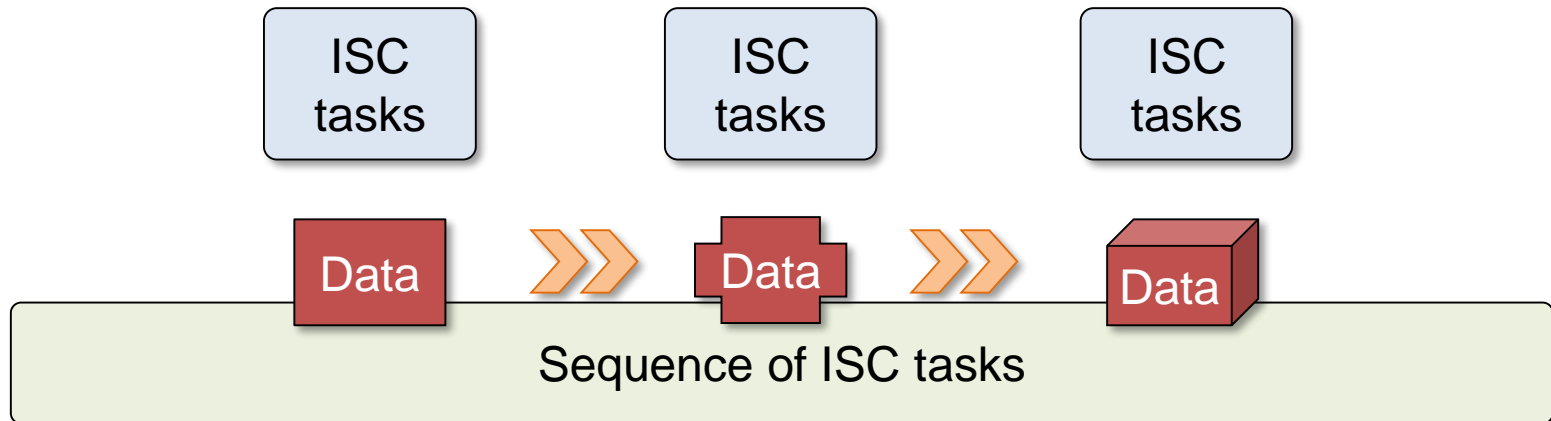 ISC
tasks
ISC
tasks
ISC
tasks
Data
Data
Data
Sequence of ISC tasks